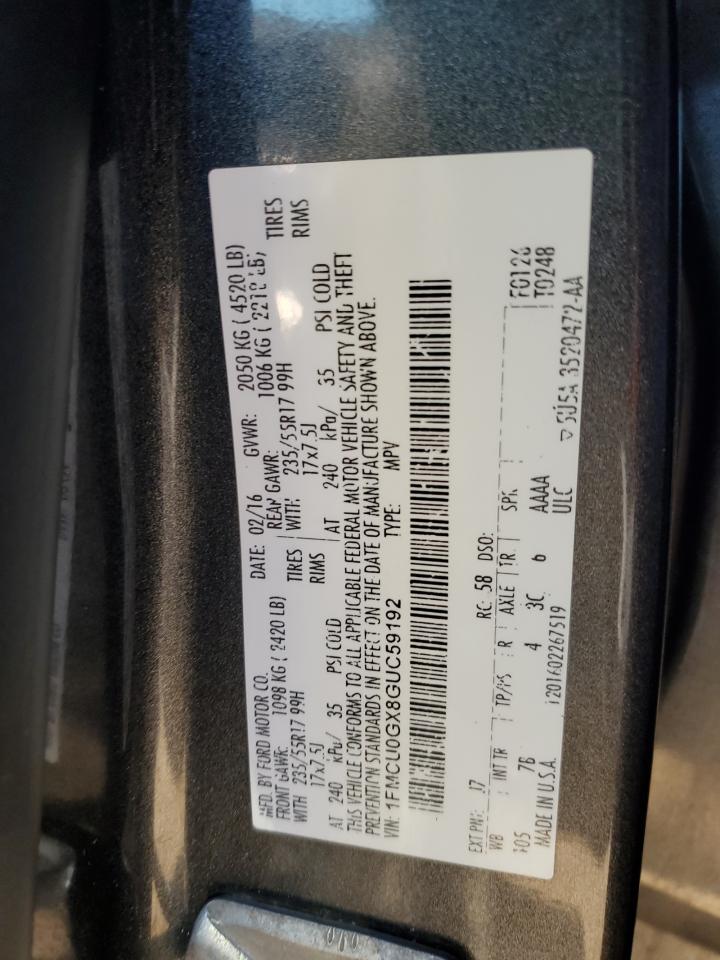 MFD. BY FORD MOTOR CO.
DATE: 02/16 GVWR: 2050 KG ( 4520 LB)
FRONT GAWR: 1098 KG ( 2420 LB) REAR GAWR: 1006 KG ( 2218 LB)
WITH 235/55R17 99H TIRES WITH 235/55R17 99H TIRES
17x7.5J RIMS 17x7.5J RIMS
AT 240 kPa/ 35 PSI COLD AT 240 kPa/ 35 PSI COLD
THIS VEHICLE CONFORMS TO ALL APPLICABLE FEDERAL MOTOR VEHICLE SAFETY AND THEFT
PREVENTION STANDARDS IN EFFECT ON THE DATE OF MANUFACTURE SHOWN ABOVE.
VIN: 1FMCU0GX8GUC59192 TYPE: MPV
EXT PNT: J7 RC: 58 DSO:
WB INT TR TP/PS R AXLE TR SPR F0126
105 7B 4 3C 6 AAAA T0248
MADE IN U.S.A. ULC
1201602267519 5U5A 3520472-AA